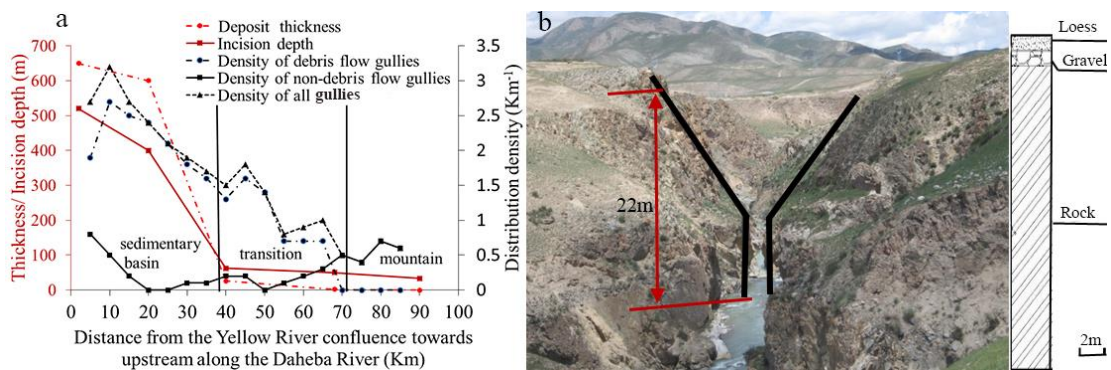 a
Deposit thickness
Incision depth
Density of debris flow gullies
Density of non-debris flow gullies
Density of all gullies
700
600
500
400
300
200
100
0
3.5
3
2.5
2
1.5
1
0.5
0
Thickness/ Incision depth (m)
Distribution density (Km⁻¹)
sedimentary
basin
transition
mountain
0 10 20 30 40 50 60 70 80 90 100
Distance from the Yellow River confluence towards
upstream along the Daheba River (Km)
b
22m
Loess
Gravel
Rock
2m